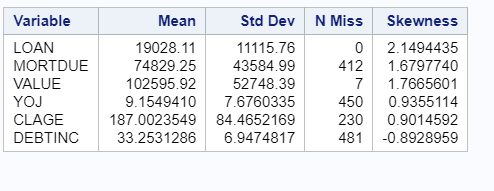 Variable Mean Std Dev N Miss Skewness
LOAN 19028.11 11115.76 0 2.1494435
MORTDUE 74829.25 43584.99 412 1.6797740
VALUE 102595.92 52748.39 7 1.7665601
YOJ 9.1549410 7.6760335 450 0.9355114
CLAGE 187.0023549 84.4652169 230 0.9014592
DEBTINC 33.2531286 6.9474817 481 -0.8928959